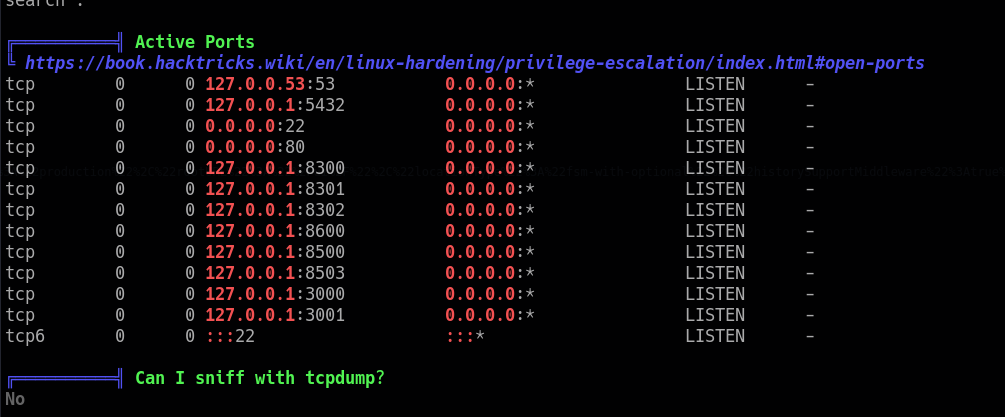 search .
Active Ports
https://book.hacktricks.wiki/en/linux-hardening/privilege-escalation/index.html#open-ports
tcp 0 0 127.0.0.53:53 0.0.0.0:* LISTEN -
tcp 0 0 127.0.0.1:5432 0.0.0.0:* LISTEN -
tcp 0 0 0.0.0.0:22 0.0.0.0:* LISTEN -
tcp 0 0 0.0.0.0:80 0.0.0.0:* LISTEN -
tcp 0 0 127.0.0.1:8300 0.0.0.0:* LISTEN -
tcp 0 0 127.0.0.1:8301 0.0.0.0:* LISTEN -
tcp 0 0 127.0.0.1:8302 0.0.0.0:* LISTEN -
tcp 0 0 127.0.0.1:8600 0.0.0.0:* LISTEN -
tcp 0 0 127.0.0.1:8500 0.0.0.0:* LISTEN -
tcp 0 0 127.0.0.1:8503 0.0.0.0:* LISTEN -
tcp 0 0 127.0.0.1:3000 0.0.0.0:* LISTEN -
tcp 0 0 127.0.0.1:3001 0.0.0.0:* LISTEN -
tcp6 0 0 :::22 :::* LISTEN -
Can I sniff with tcpdump?
No